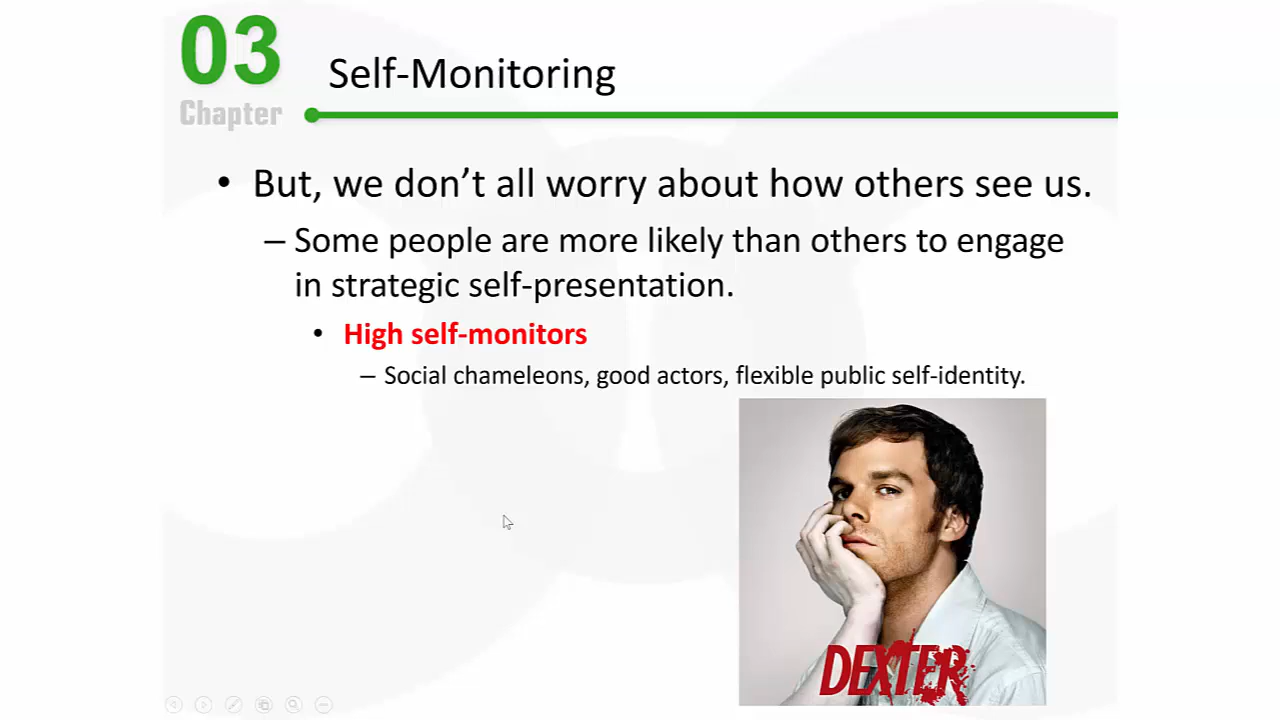 03
Chapter
Self-Monitoring
• But, we don’t all worry about how others see us.
– Some people are more likely than others to engage
in strategic self-presentation.
• High self-monitors
– Social chameleons, good actors, flexible public self-identity.
DEXTER